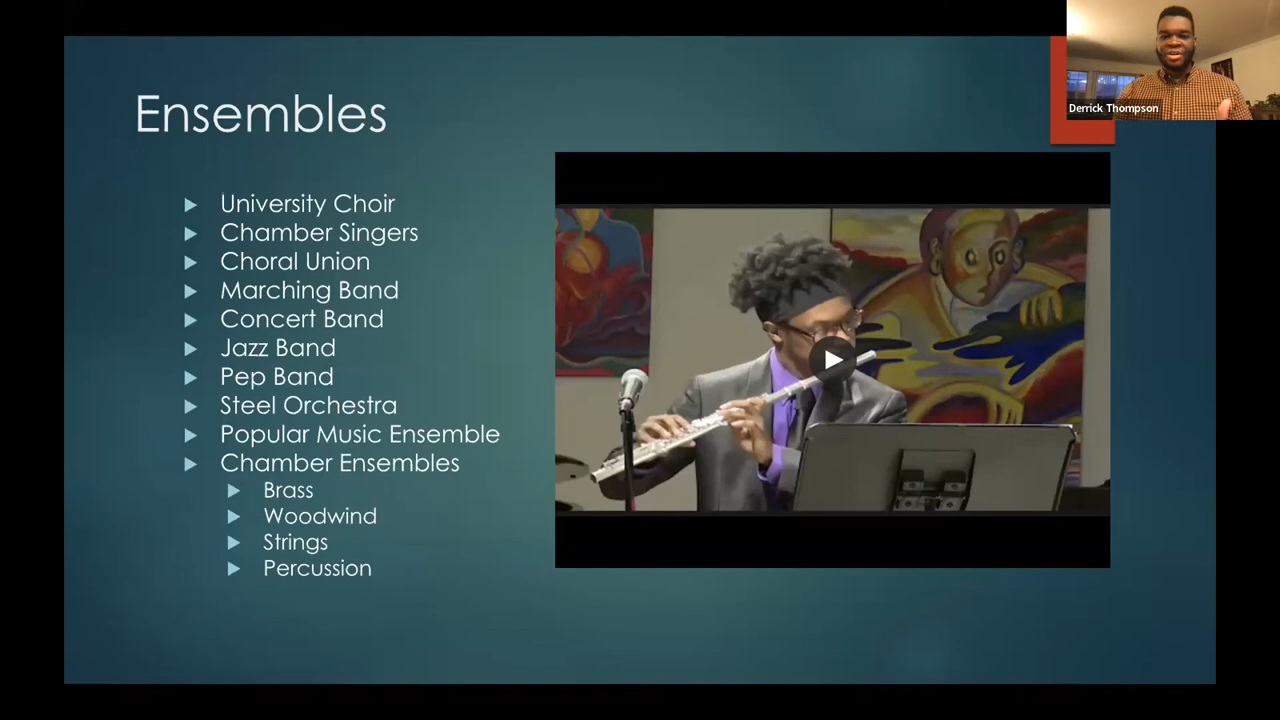 Ensembles
University Choir
Chamber Singers
Choral Union
Marching Band
Concert Band
Jazz Band
Pep Band
Steel Orchestra
Popular Music Ensemble
Chamber Ensembles
Brass
Woodwind
Strings
Percussion
Derrick Thompson